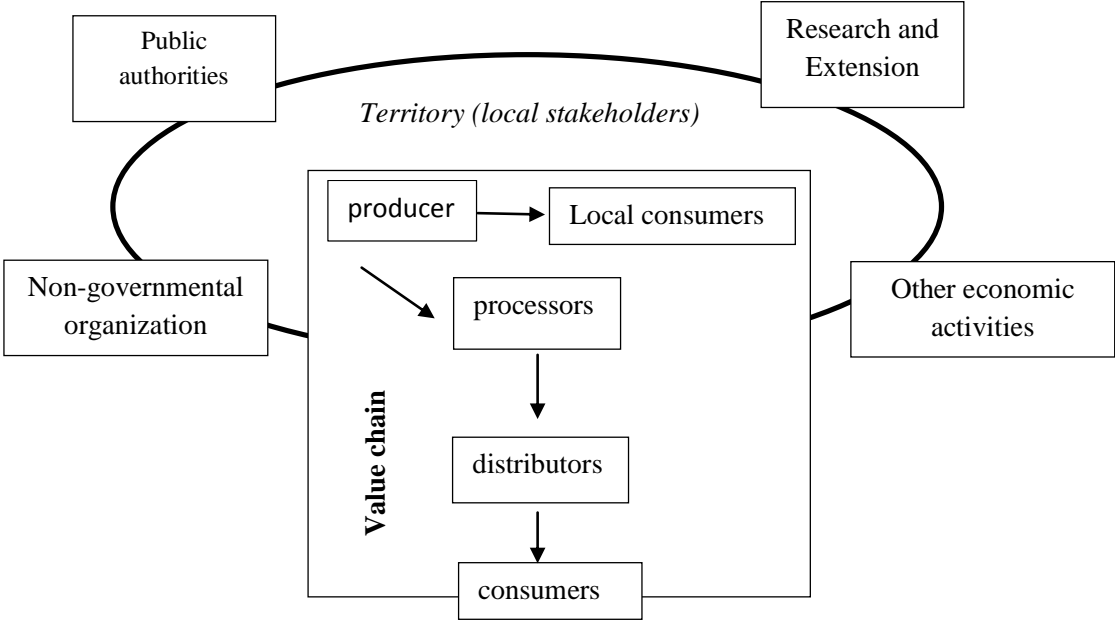 Public
authorities
Research and
Extension
Territory (local stakeholders)
producer
Local consumers
Non-governmental
organization
processors
Other economic
activities
Value chain
distributors
consumers